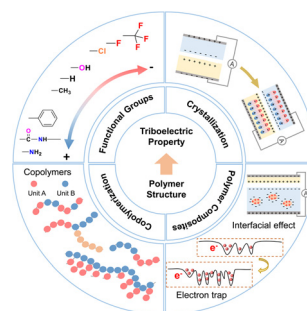 F
F
F
F
Cl
OH
H
CH₃
O
C
NH
NH₂
-
+
Functional Groups
Crystallization
Triboelectric
Property
Polymer
Structure
Copolymerization
Polymer Composites
A
Copolymers
Unit A
Unit B
Interfacial effect
e⁻
e⁻
Electron trap